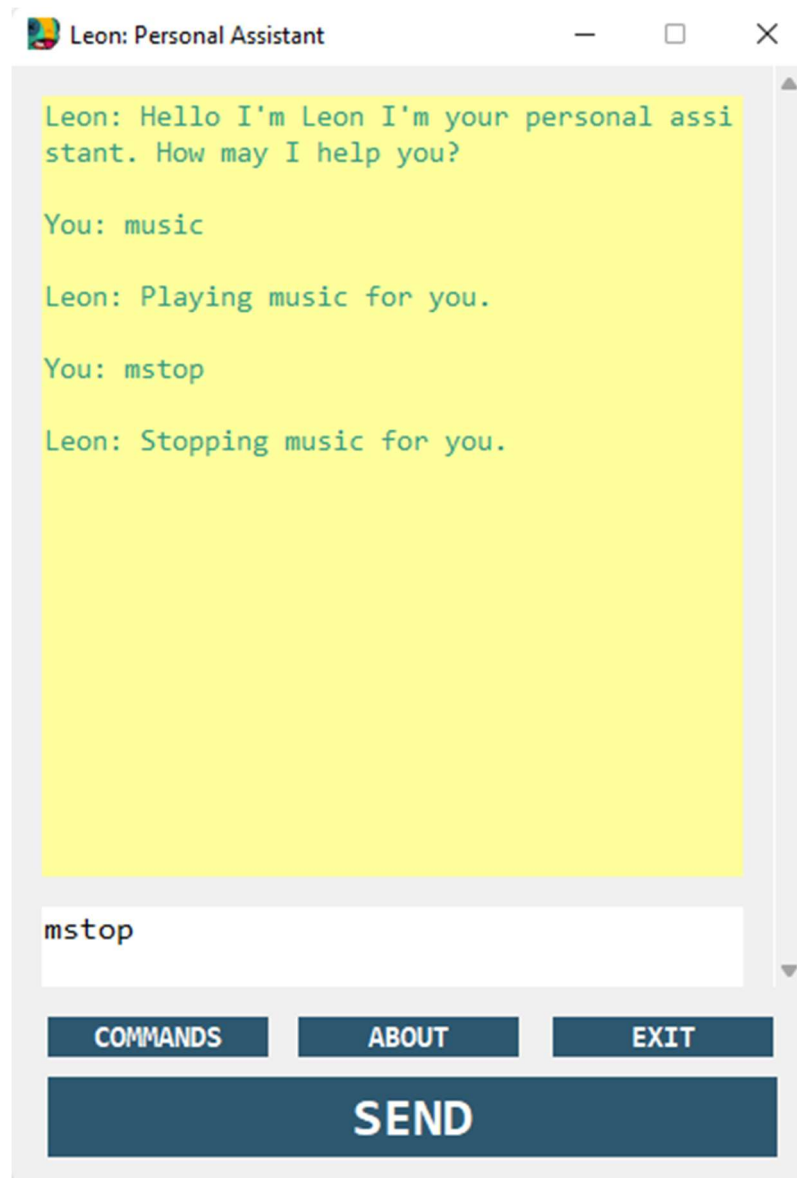 Leon: Personal Assistant
Leon: Hello I'm Leon I'm your personal assi
stant. How may I help you?
You: music
Leon: Playing music for you.
You: mstop
Leon: Stopping music for you.
mstop
COMMANDS ABOUT EXIT
SEND